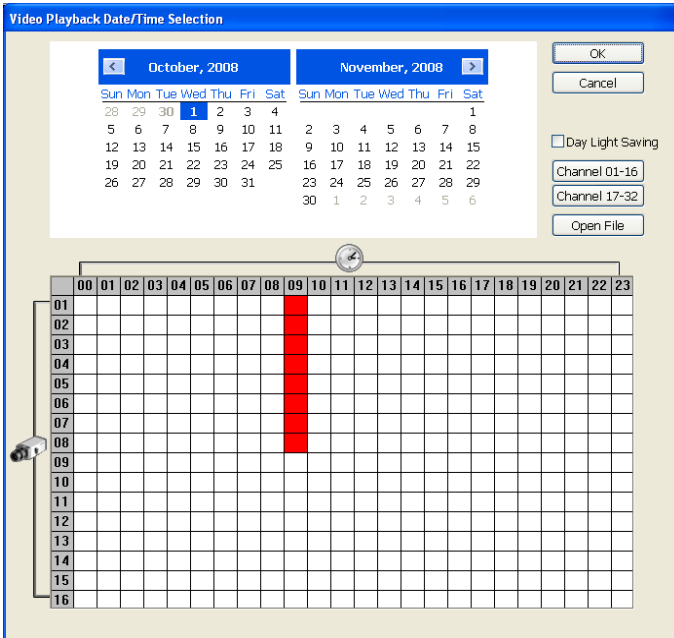 Video Playback Date/Time Selection
October, 2008 November, 2008
Sun Mon Tue Wed Thu Fri Sat Sun Mon Tue Wed Thu Fri Sat
28 29 30 1 2 3 4 1
5 6 7 8 9 10 11 2 3 4 5 6 7 8
12 13 14 15 16 17 18 9 10 11 12 13 14 15
19 20 21 22 23 24 25 16 17 18 19 20 21 22
26 27 28 29 30 31 23 24 25 26 27 28 29
30 1 2 3 4 5 6
OK
Cancel
Day Light Saving
Channel 01-16
Channel 17-32
Open File
00 01 02 03 04 05 06 07 08 09 10 11 12 13 14 15 16 17 18 19 20 21 22 23
01
02
03
04
05
06
07
08
09
10
11
12
13
14
15
16